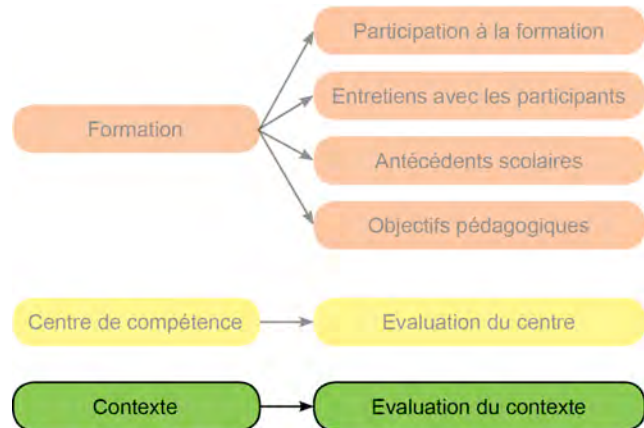 Participation à la formation
Entretiens avec les participants
Formation
Antécédents scolaires
Objectifs pédagogiques
Centre de compétence
Evaluation du centre
Contexte
Evaluation du contexte